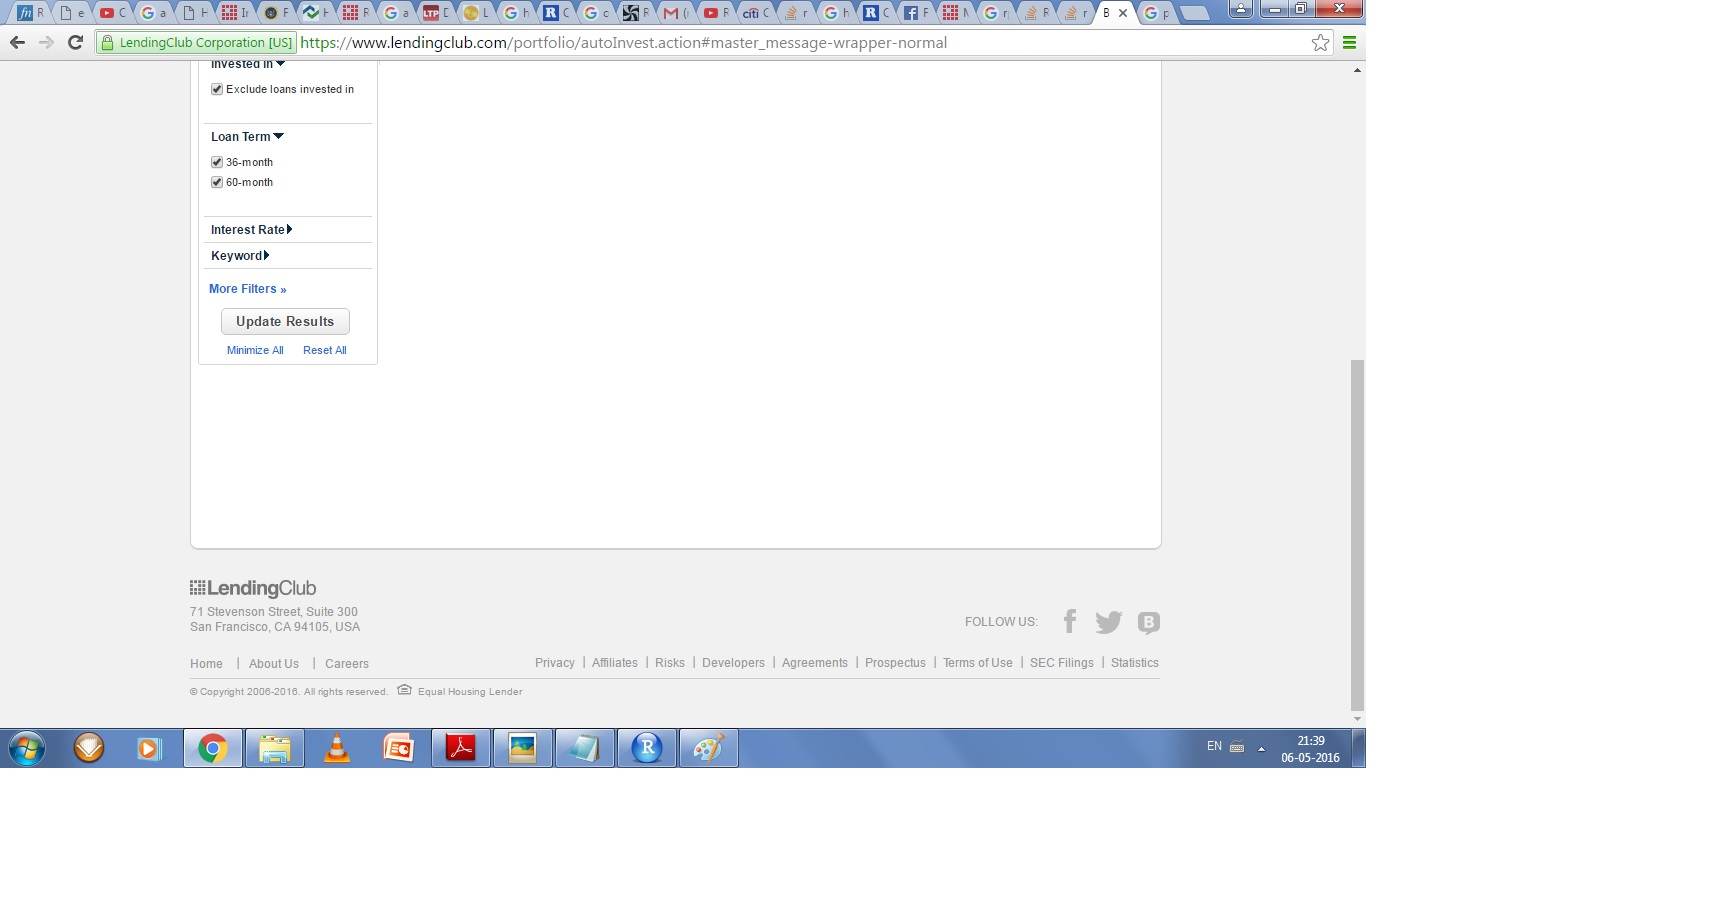 fn R e C a H In F H R a LTP D L h R C c R M (i R citi C r h R C f F M r R r B p
LendingClub Corporation [US] https://www.lendingclub.com/portfolio/autoInvest.action#master_message-wrapper-normal
Invested in
Exclude loans invested in
Loan Term
36-month
60-month
Interest Rate
Keyword
More Filters »
Update Results
Minimize All Reset All
LendingClub
71 Stevenson Street, Suite 300
San Francisco, CA 94105, USA
FOLLOW US:
Home | About Us | Careers
Privacy | Affiliates | Risks | Developers | Agreements | Prospectus | Terms of Use | SEC Filings | Statistics
© Copyright 2006-2016. All rights reserved. Equal Housing Lender
EN
21:39
06-05-2016